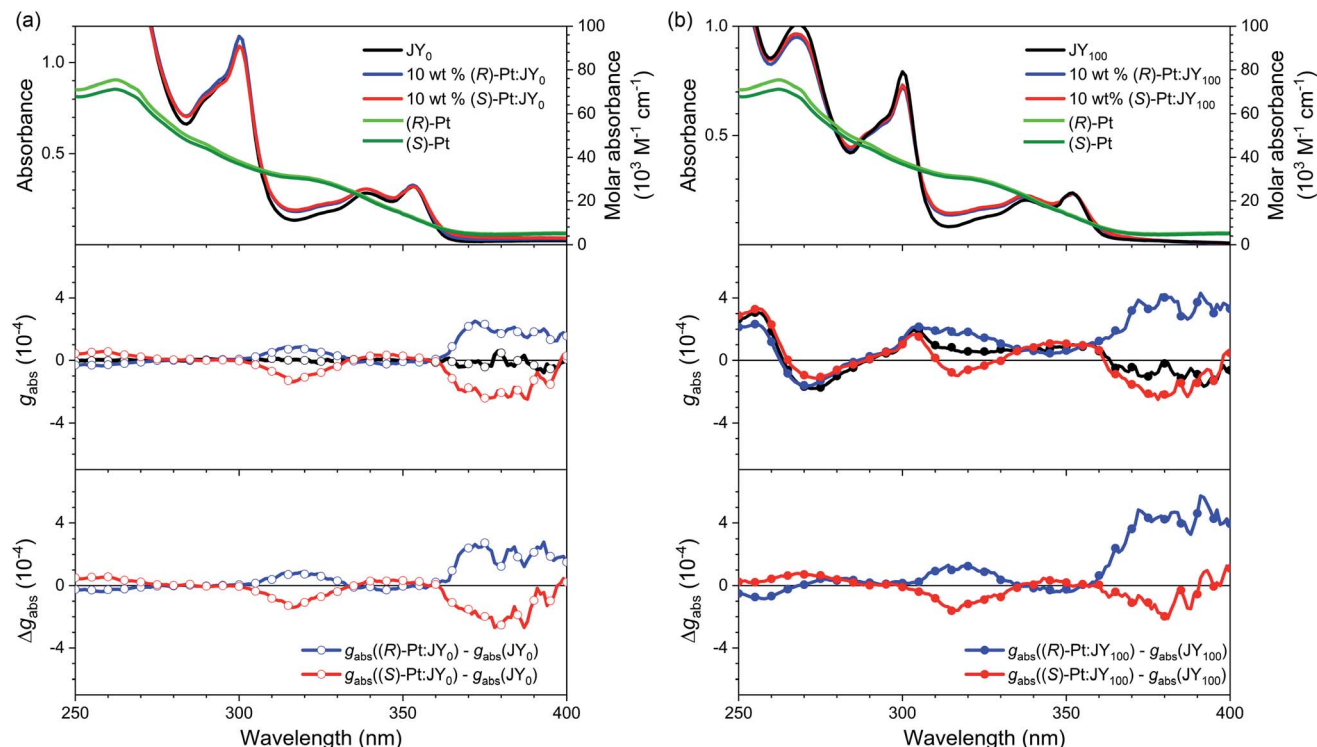 (a)
Absorbance
1.0
0.5
JY0
10 wt % (R)-Pt:JY0
10 wt % (S)-Pt:JY0
(R)-Pt
(S)-Pt
100
80
60
40
20
0
Molar absorbance
(10³ M⁻¹ cm⁻¹)
gabs (10⁻⁴)
4
0
-4
Δgabs (10⁻⁴)
4
0
-4
gabs((R)-Pt:JY0) - gabs(JY0)
gabs((S)-Pt:JY0) - gabs(JY0)
250
300
350
400
Wavelength (nm)
(b)
Absorbance
1.0
0.5
JY100
10 wt % (R)-Pt:JY100
10 wt% (S)-Pt:JY100
(R)-Pt
(S)-Pt
100
80
60
40
20
0
Molar absorbance
(10³ M⁻¹ cm⁻¹)
gabs (10⁻⁴)
4
0
-4
Δgabs (10⁻⁴)
4
0
-4
gabs((R)-Pt:JY100) - gabs(JY100)
gabs((S)-Pt:JY100) - gabs(JY100)
250
300
350
400
Wavelength (nm)